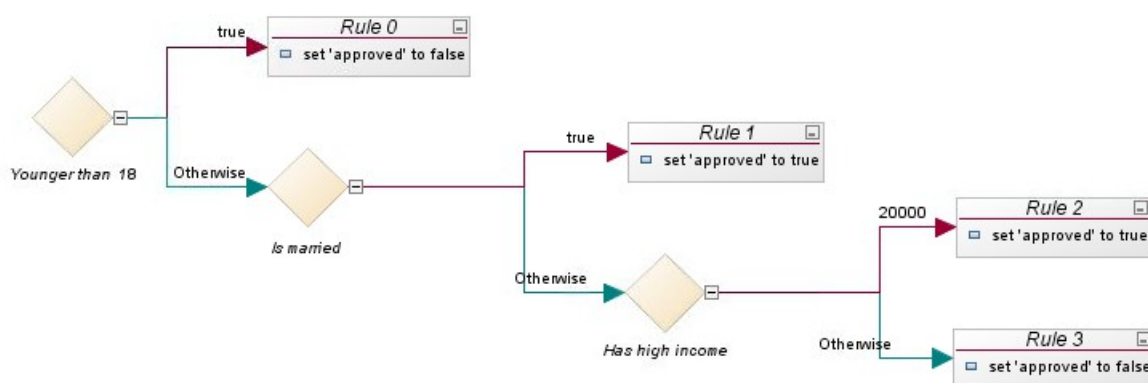 Rule 0
true
set 'approved' to false
Younger than 18
Otherwise
Is married
Rule 1
true
set 'approved' to true
Otherwise
Has high income
Rule 2
20000
set 'approved' to true
Otherwise
Rule 3
set 'approved' to false